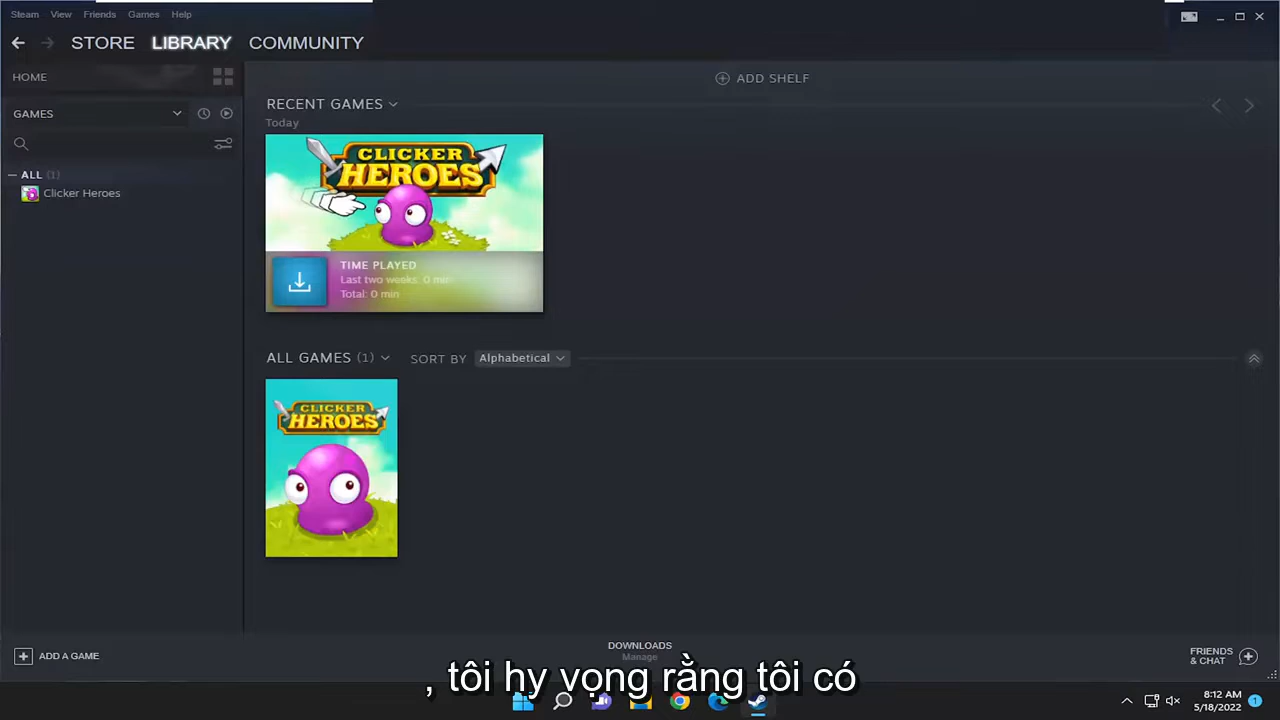 Steam View Friends Games Help
STORE LIBRARY COMMUNITY
HOME
ADD SHELF
GAMES
RECENT GAMES
Today
CLICKER
HEROES
ALL (1)
Clicker Heroes
TIME PLAYED
Last two weeks: 0 min
Total: 0 min
ALL GAMES (1) SORT BY Alphabetical
CLICKER
HEROES
ADD A GAME
DOWNLOADS
Manage
FRIENDS
& CHAT
, tôi hy vọng rằng tôi có
8:12 AM
5/18/2022
1